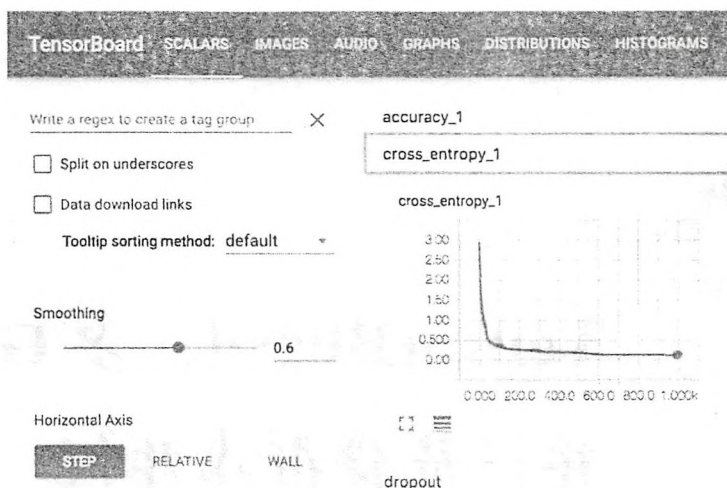 TensorBoard SCALARS IMAGES AUDIO GRAPHS DISTRIBUTIONS HISTOGRAMS
Write a regex to create a tag group
Split on underscores
Data download links
Tooltip sorting method: default
Smoothing
0.6
Horizontal Axis
STEP RELATIVE WALL
accuracy_1
cross_entropy_1
cross_entropy_1
3.00
2.50
2.00
1.50
1.00
0.500
0.00
0.000 200.0 400.0 600.0 800.0 1.000k
dropout